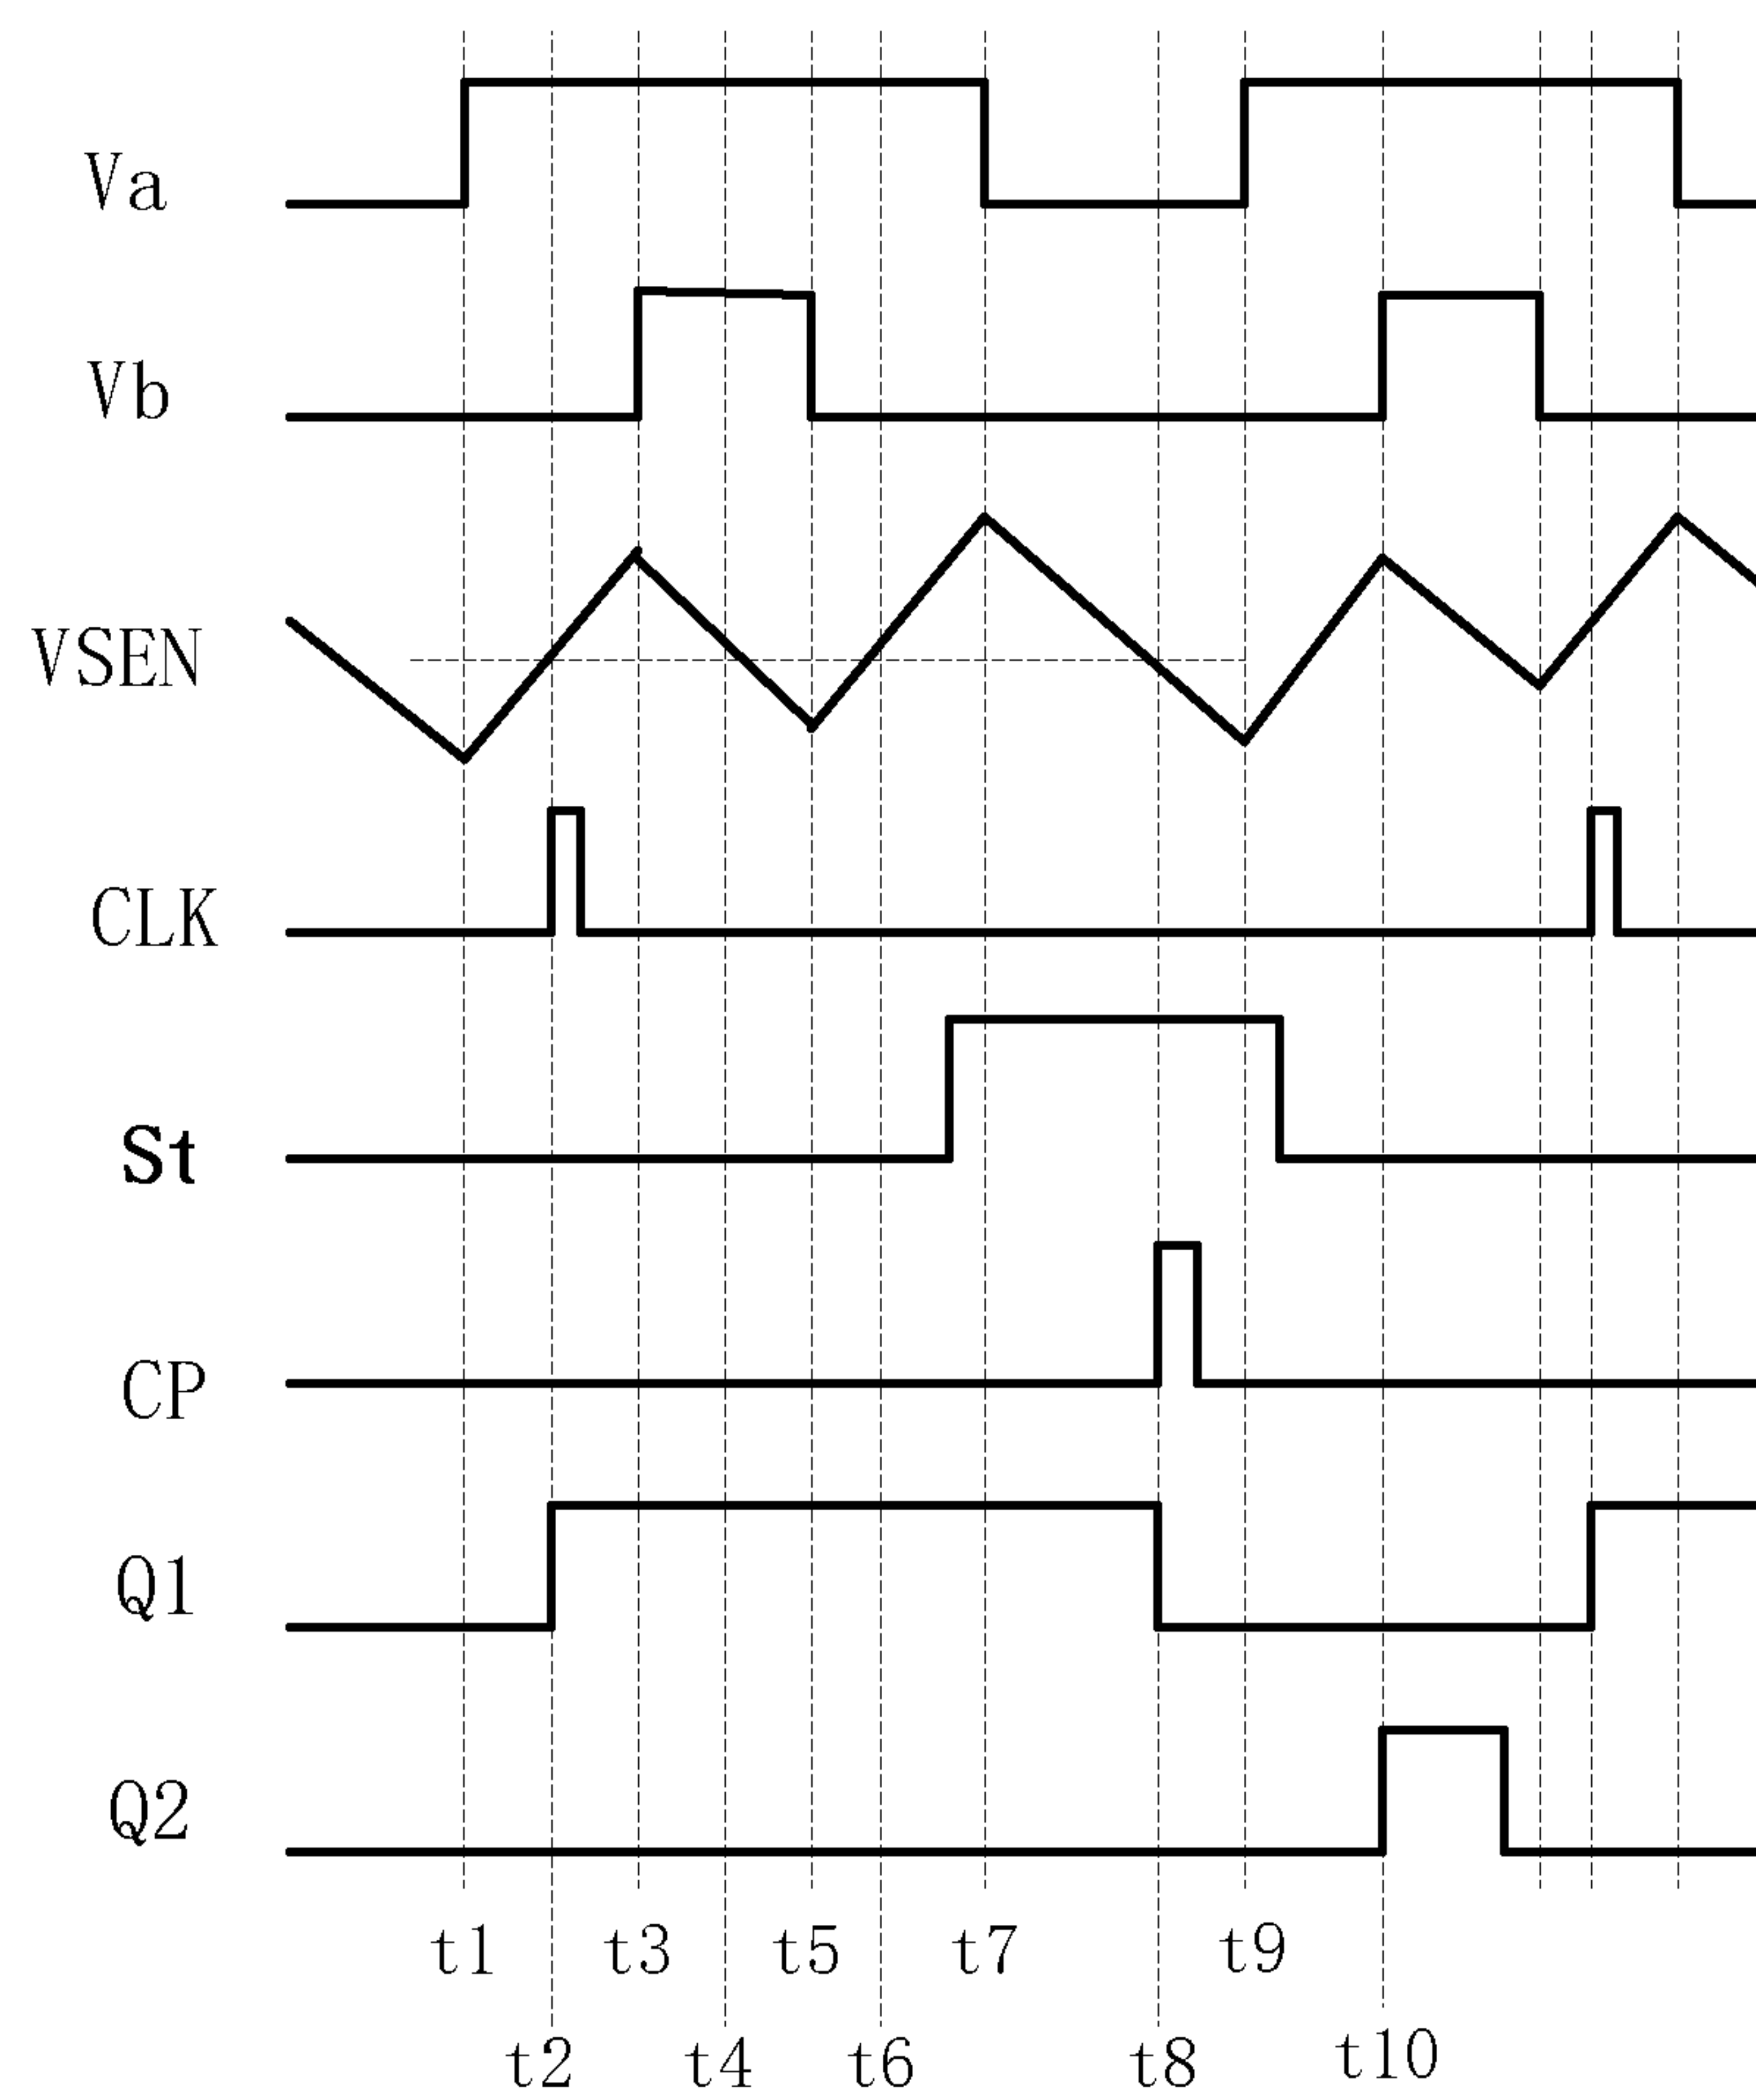 Va
Vb
VSEN
CLK
St
CP
Q1
Q2
t1 t3 t5 t7 t9
t2 t4 t6 t8 t10